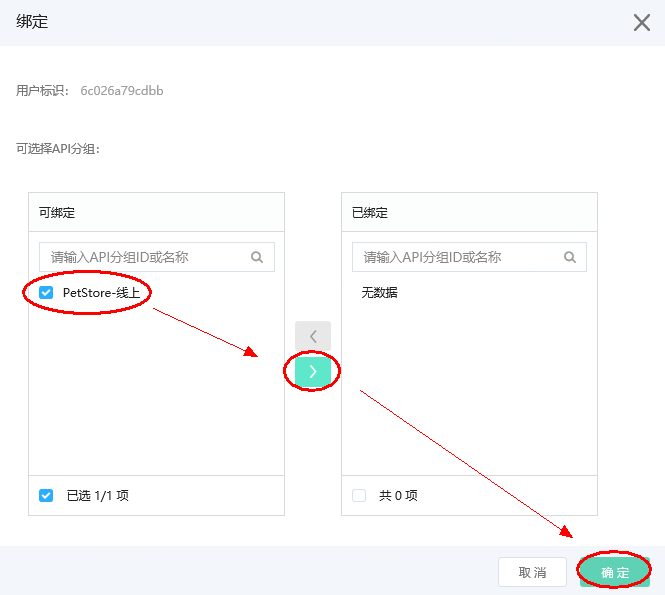 绑定
用户标识: 6c026a79cdbb
可选择API分组:
可绑定
请输入API分组ID或名称
PetStore-线上
已选 1/1 项
已绑定
请输入API分组ID或名称
无数据
共 0 项
取消
确定